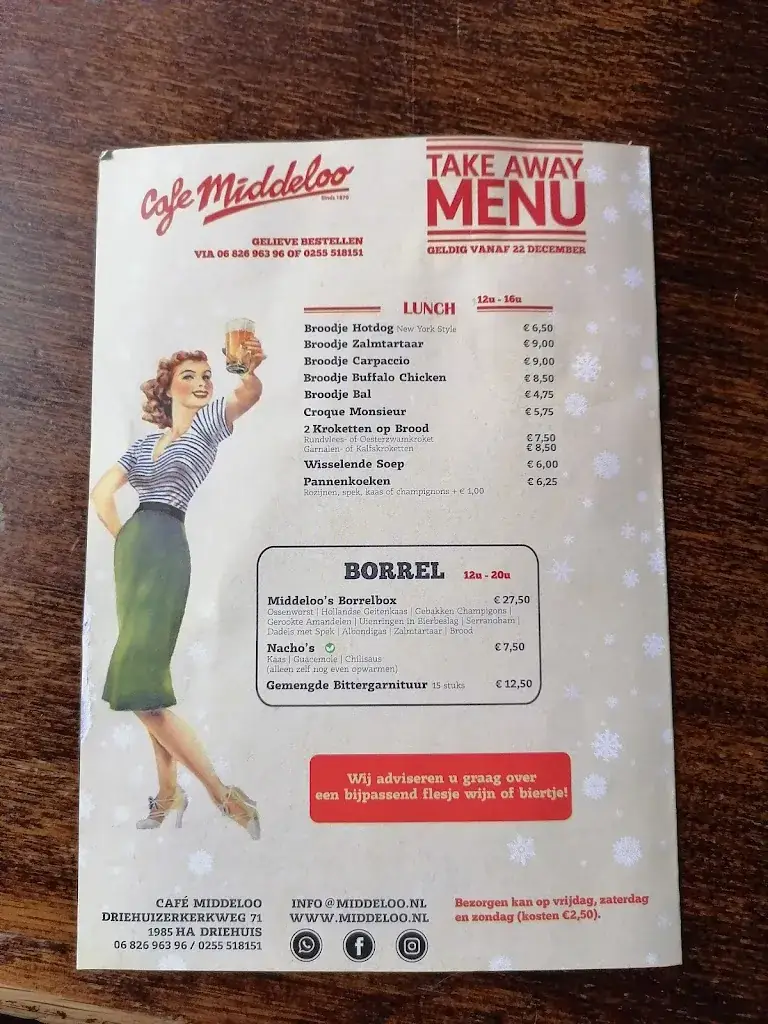 Cafe Middeloo
Sinds 1879
GELIEVE BESTELLEN
VIA 06 826 963 96 OF 0255 518151
TAKE AWAY
MENU
GELDIG VANAF 22 DECEMBER
LUNCH 12u - 16u
Broodje Hotdog New York Style € 6,50
Broodje Zalmtartaar € 9,00
Broodje Carpaccio € 9,00
Broodje Buffalo Chicken € 8,50
Broodje Bal € 4,75
Croque Monsieur € 5,75
2 Kroketten op Brood
Rundvlees- of Oesterzwamkroket € 7,50
Garnalen- of Kalfskroketten € 8,50
Wisselende Soep € 6,00
Pannenkoeken € 6,25
Rozijnen, spek, kaas of champignons + € 1,00
BORREL 12u - 20u
Middeloo's Borrelbox € 27,50
Ossenworst | Hollandse Geitenkaas | Gebakken Champignons |
Gerookte Amandelen | Uienringen in Bierbeslag | Serranoham |
Dadels met Spek | Albondigas | Zalmtartaar | Brood
Nacho's € 7,50
Kaas | Guacemole | Chilisaus
(alleen zelf nog even opwarmen)
Gemengde Bittergarnituur 15 stuks € 12,50
Wij adviseren u graag over
een bijpassend flesje wijn of biertje!
CAFÉ MIDDELOO
DRIEHUIZERKERKWEG 71
1985 HA DRIEHUIS
06 826 963 96 / 0255 518151
INFO@MIDDELOO.NL
WWW.MIDDELOO.NL
Bezorgen kan op vrijdag, zaterdag
en zondag (kosten €2,50).